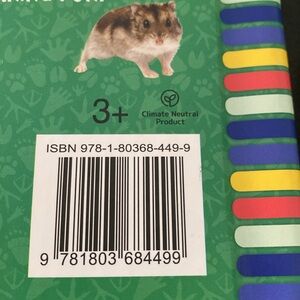 3+
Climate Neutral
Product
ISBN 978-1-80368-449-9
9 781803 684499